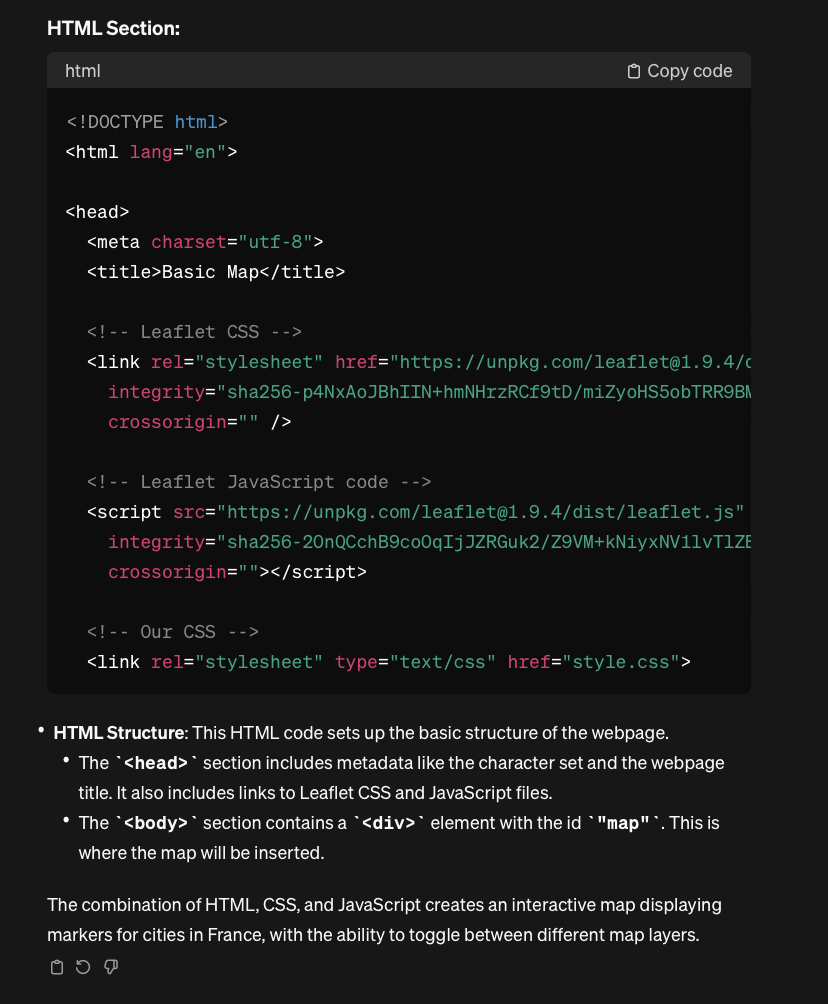 HTML Section:
html
Copy code
<!DOCTYPE html>
<html lang="en">
<head>
<meta charset="utf-8">
<title>Basic Map</title>
<!-- Leaflet CSS -->
<link rel="stylesheet" href="https://unpkg.com/leaflet@1.9.4/
integrity="sha256-p4NxAoJBhIIN+hmNHrzRCf9tD/miZyoHS5obTRR9B
crossorigin="" />
<!-- Leaflet JavaScript code -->
<script src="https://unpkg.com/leaflet@1.9.4/dist/leaflet.js"
integrity="sha256-20nQCchB9co0qIjJZRGuk2/Z9VM+kNiyxNV1lvTlZ
crossorigin=""></script>
<!-- Our CSS -->
<link rel="stylesheet" type="text/css" href="style.css">
• HTML Structure: This HTML code sets up the basic structure of the webpage.
• The `<head>` section includes metadata like the character set and the webpage
title. It also includes links to Leaflet CSS and JavaScript files.
• The `<body>` section contains a `<div>` element with the id `"map"`. This is
where the map will be inserted.
The combination of HTML, CSS, and JavaScript creates an interactive map displaying
markers for cities in France, with the ability to toggle between different map layers.